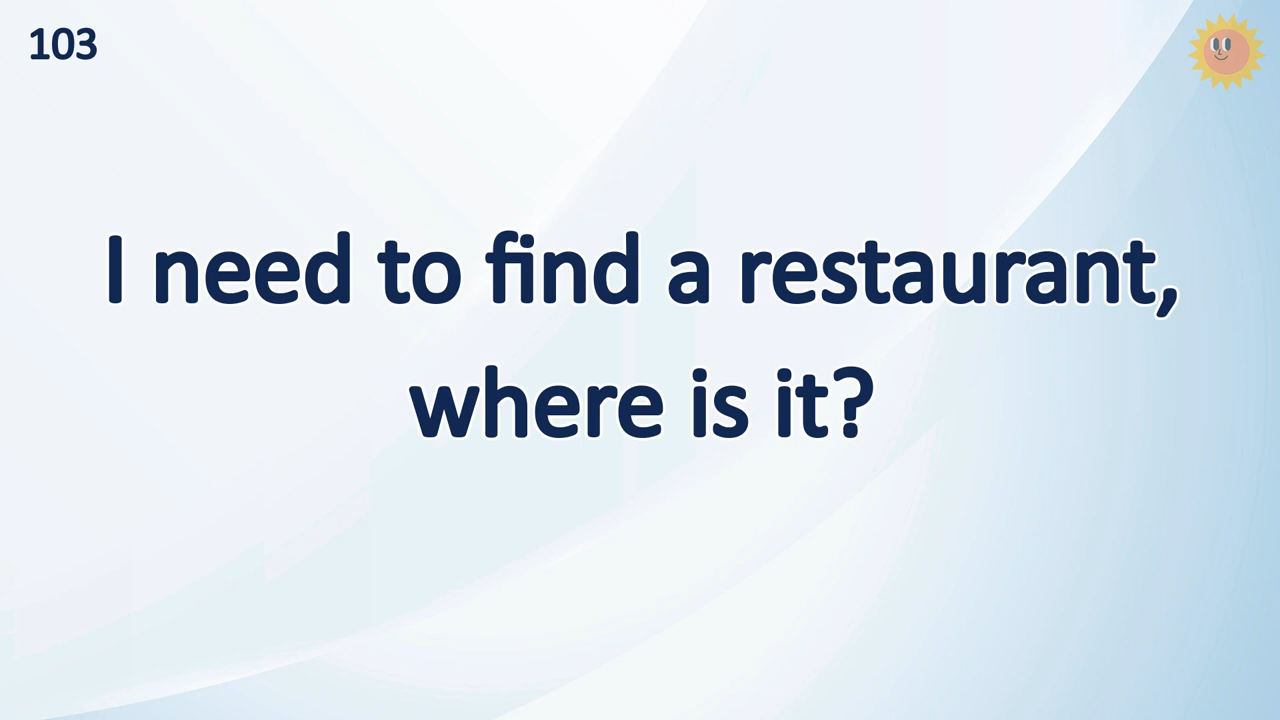 103
I need to find a restaurant,
where is it?